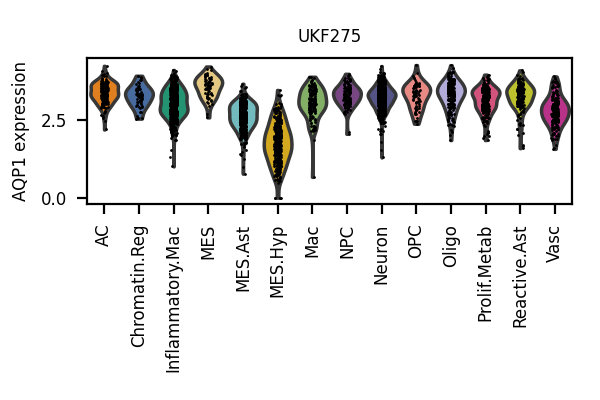 UKF275
AQP1 expression
2.5
0.0
AC
Chromatin.Reg
Inflammatory.Mac
MES
MES.Ast
MES.Hyp
Mac
NPC
Neuron
OPC
Oligo
Prolif.Metab
Reactive.Ast
Vasc